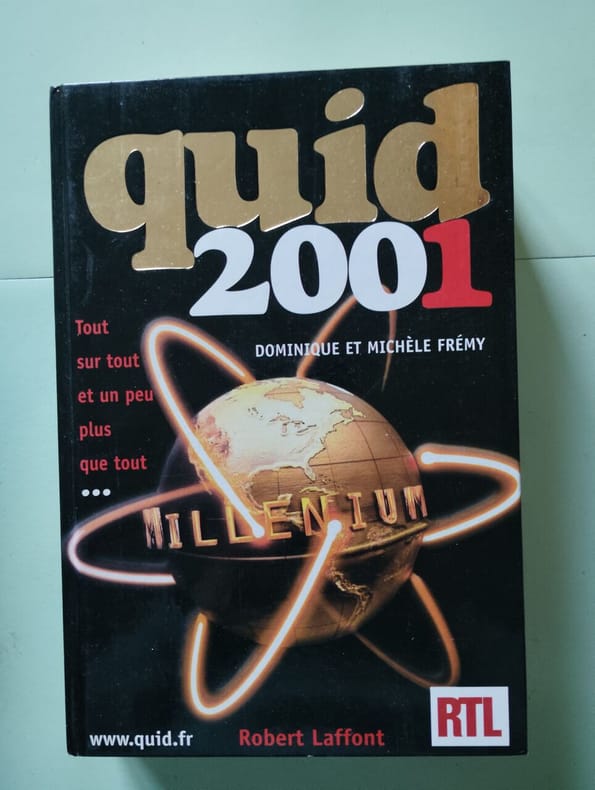 quid
2001
DOMINIQUE ET MICHÈLE FRÉMY
Tout
sur tout
et un peu
plus
que tout
...
MILLENIUM
www.quid.fr
Robert Laffont
RTL